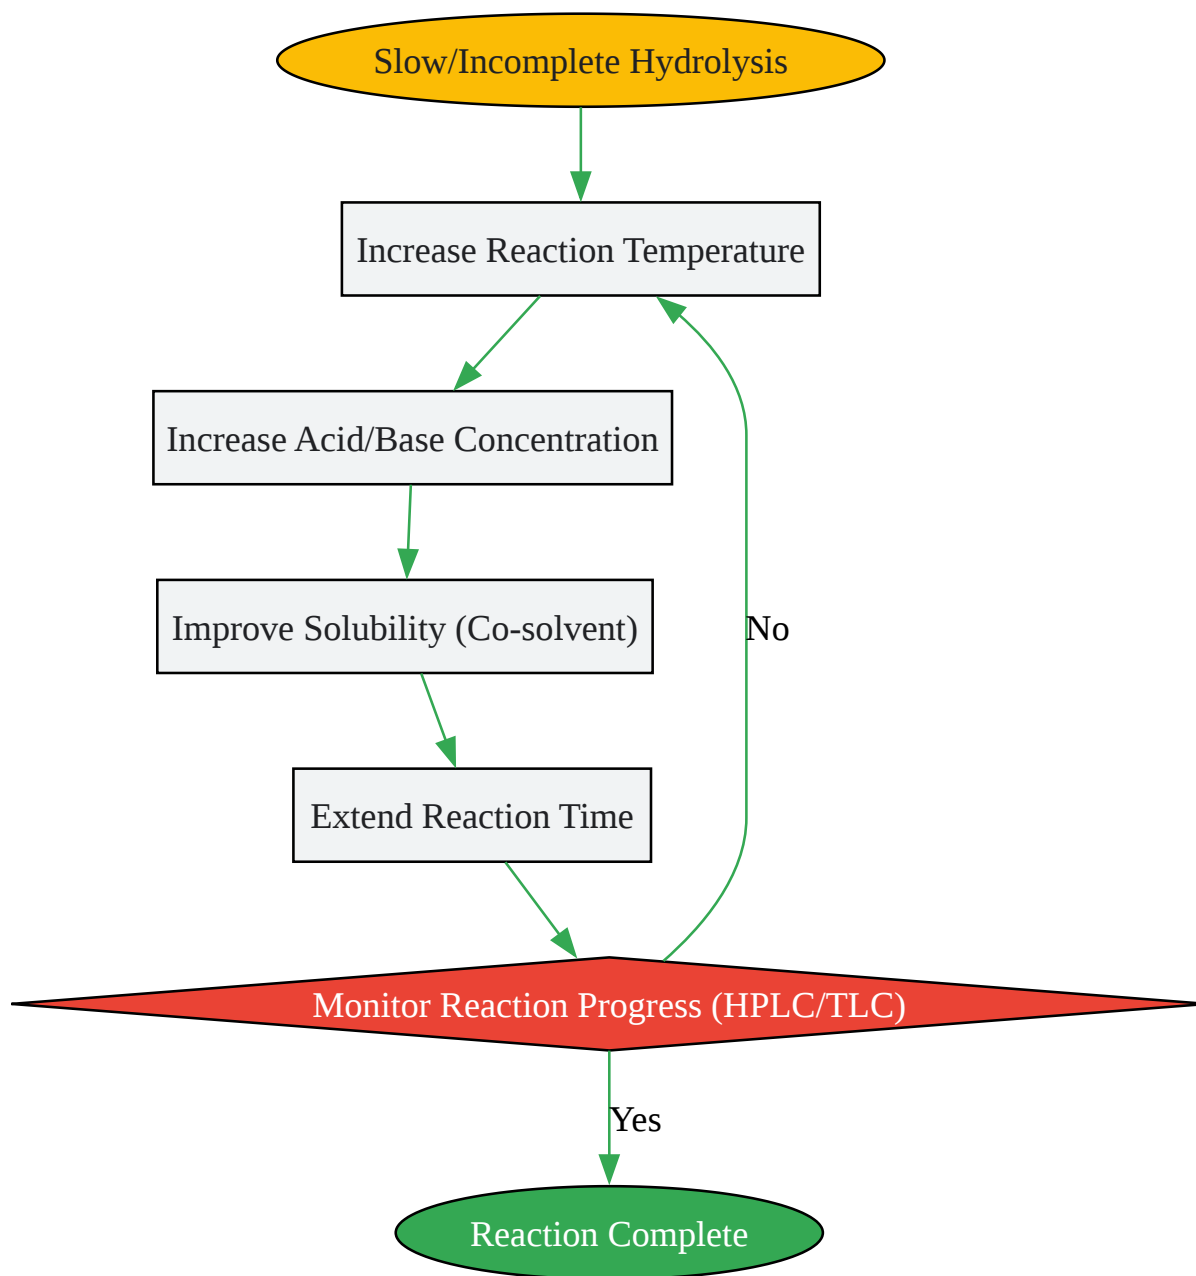 Slow/Incomplete Hydrolysis
Increase Reaction Temperature
Increase Acid/Base Concentration
Improve Solubility (Co-solvent)
No
Extend Reaction Time
Monitor Reaction Progress (HPLC/TLC)
Yes
Reaction Complete